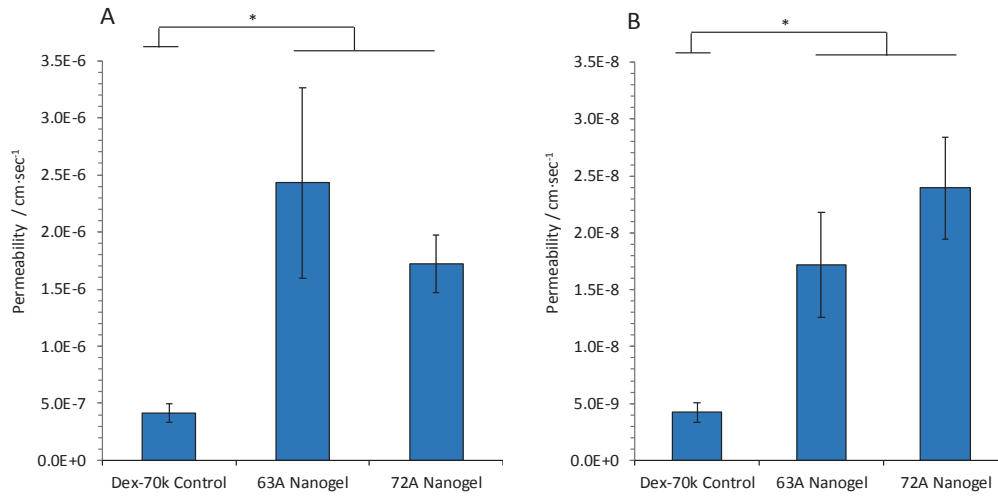 A
*
Permeability / cm·sec⁻¹
3.5E-6
3.0E-6
2.5E-6
2.0E-6
1.5E-6
1.0E-6
5.0E-7
0.0E+0
Dex-70k Control 63A Nanogel 72A Nanogel
B
*
Permeability / cm·sec⁻¹
3.5E-8
3.0E-8
2.5E-8
2.0E-8
1.5E-8
1.0E-8
5.0E-9
0.0E+0
Dex-70k Control 63A Nanogel 72A Nanogel